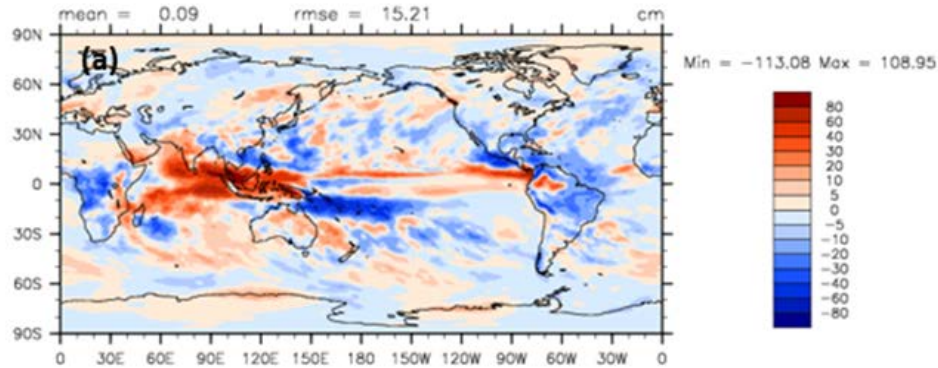 mean = 0.09 rmse = 15.21 cm
90N
(a)
60N
30N
0
30S
60S
90S
0 30E 60E 90E 120E 150E 180 150W 120W 90W 60W 30W 0
Min = -113.08 Max = 108.95
80
60
40
30
20
10
5
0
-5
-10
-20
-30
-40
-60
-80